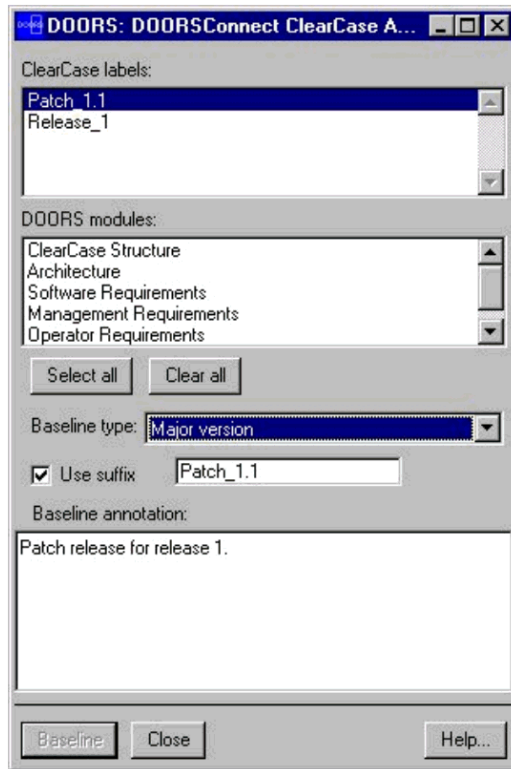 DOORS: DOORSConnect ClearCase A...
ClearCase labels:
Patch_1.1
Release_1
DOORS modules:
ClearCase Structure
Architecture
Software Requirements
Management Requirements
Operator Requirements
Select all Clear all
Baseline type: Major version
Use suffix Patch_1.1
Baseline annotation:
Patch release for release 1.
Baseline Close Help...